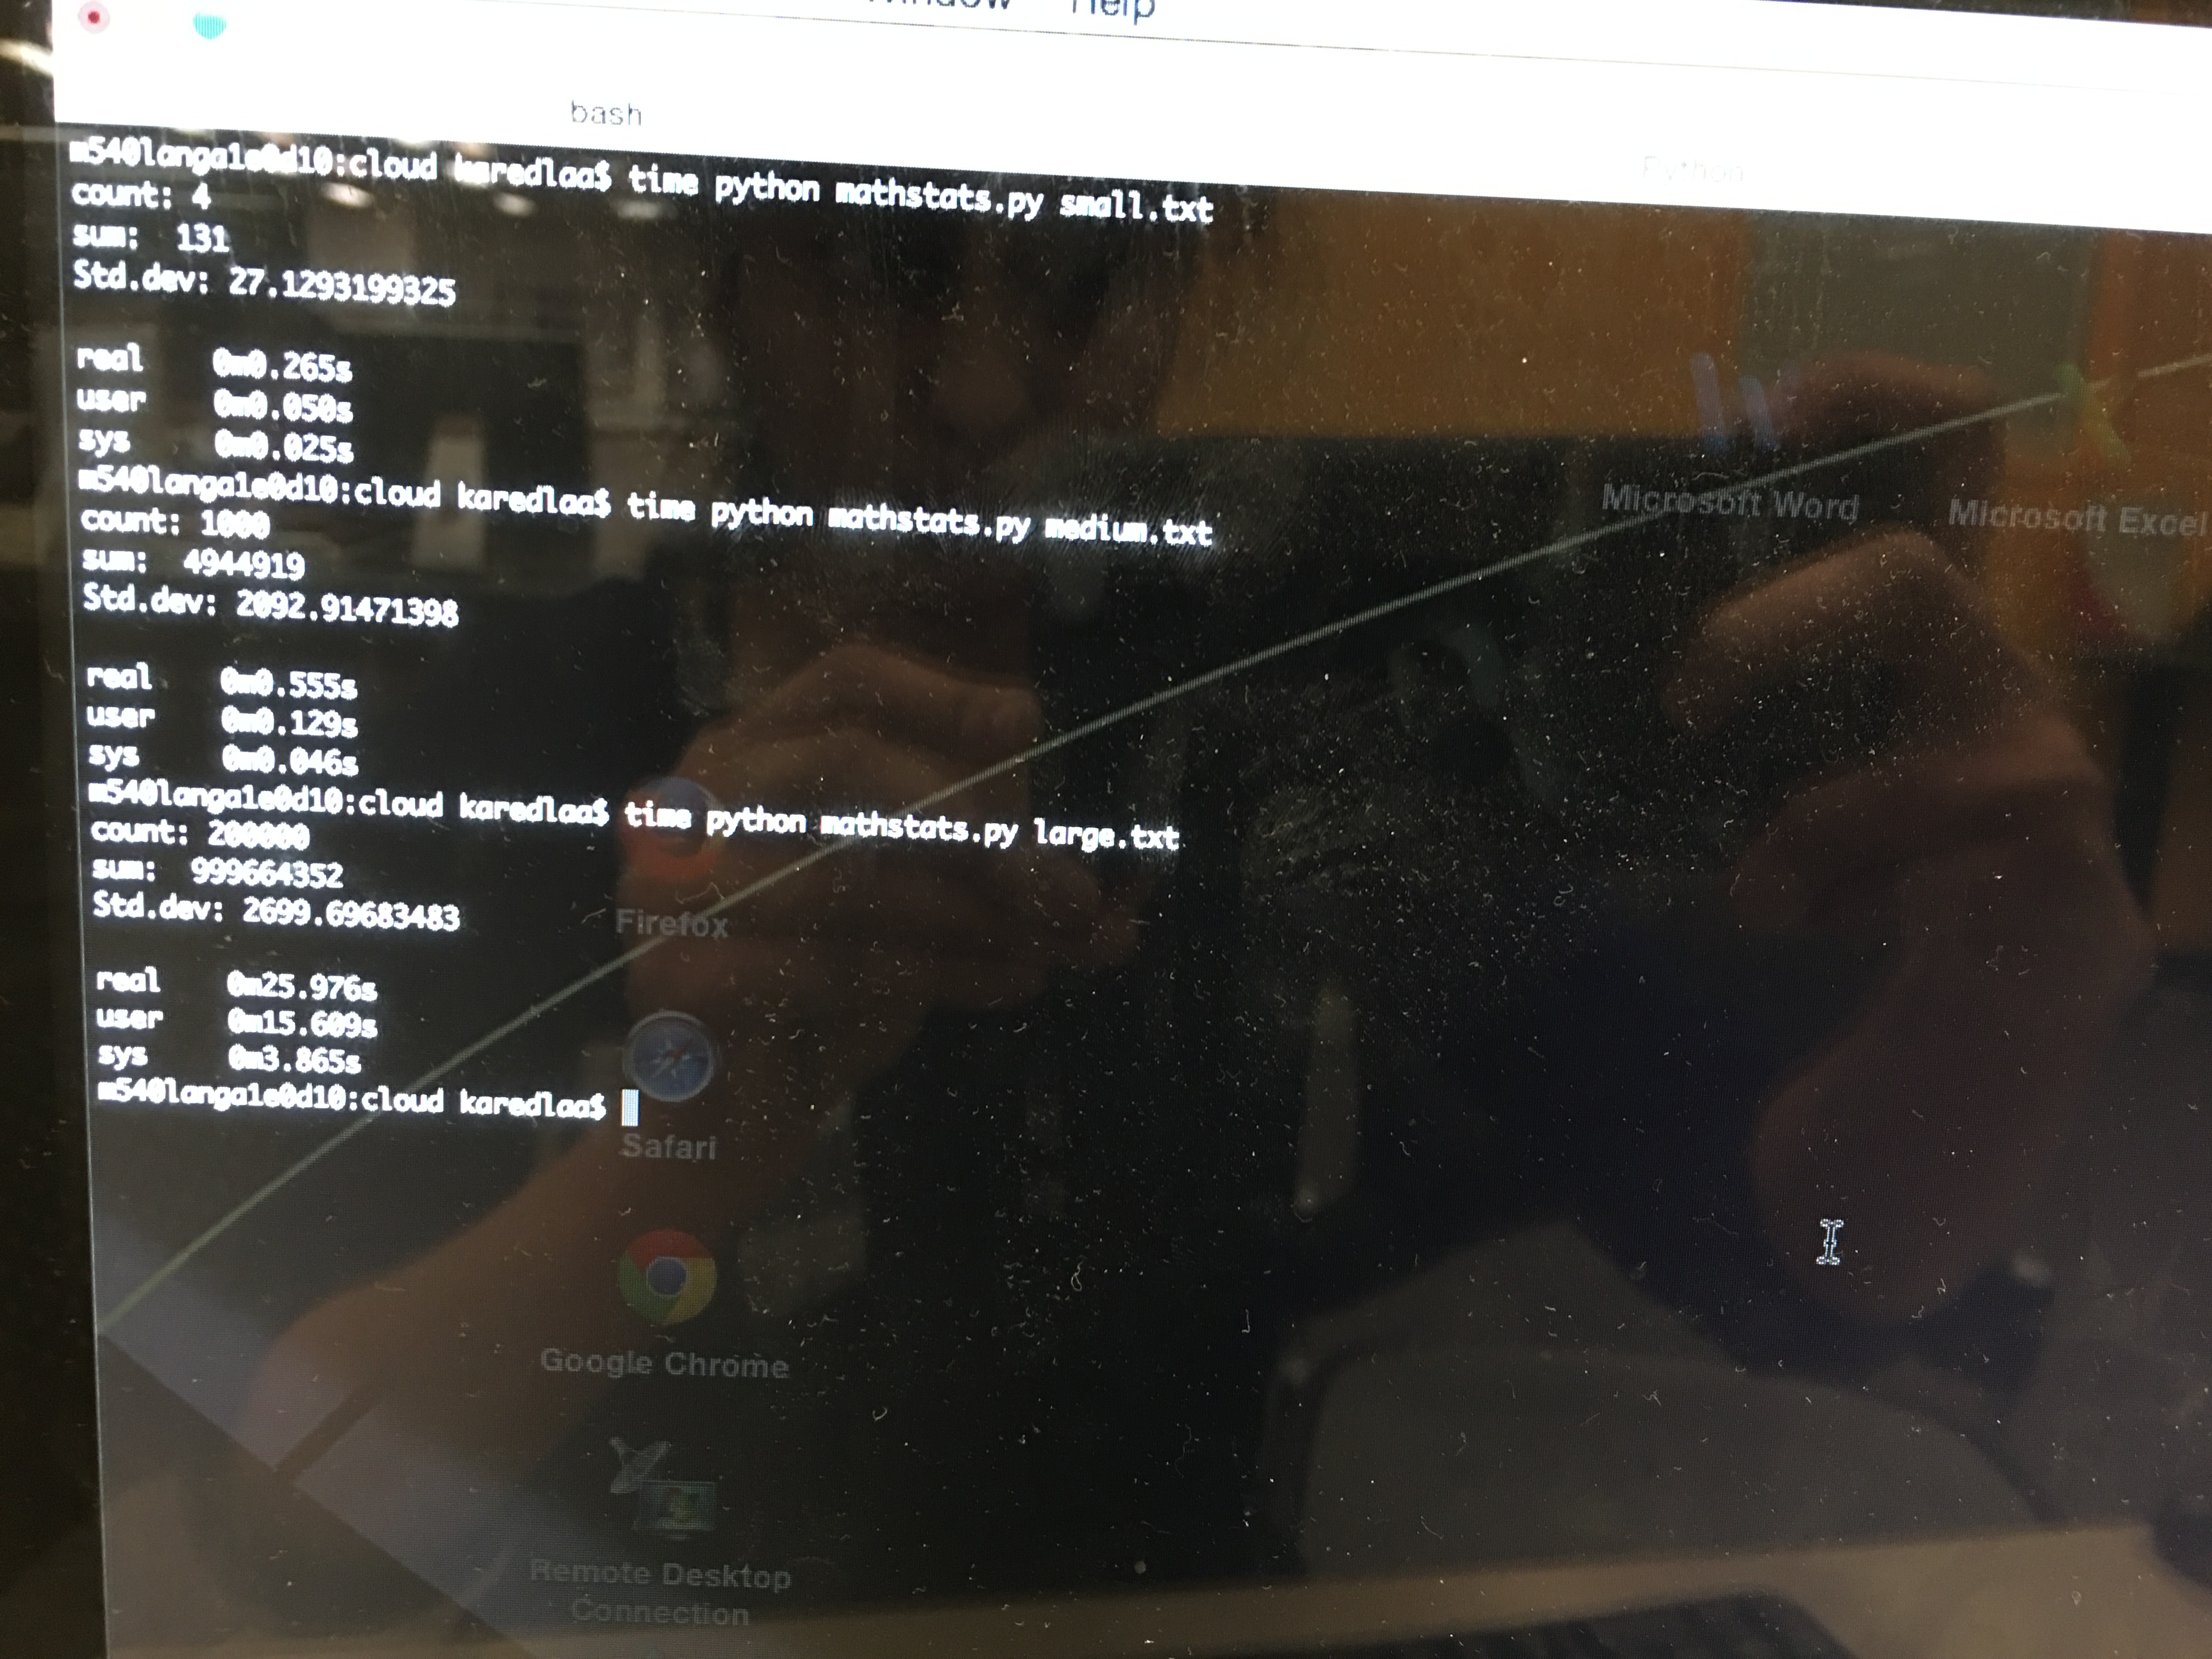 Window Help
bash
Python
m540langa1e0d10:cloud karedlaa$ time python mathstats.py small.txt
count: 4
sum:  131
Std.dev: 27.1293199325
real 0m0.265s
user 0m0.050s
sys 0m0.025s
m540langa1e0d10:cloud karedlaa$ time python mathstats.py medium.txt
count: 1000
sum:  4944919
Std.dev: 2092.91471398
real 0m0.555s
user 0m0.129s
sys 0m0.046s
m540langa1e0d10:cloud karedlaa$ time python mathstats.py large.txt
count: 200000
sum:  999664352
Std.dev: 2699.69683483
real 0m25.976s
user 0m15.609s
sys 0m3.865s
m540langa1e0d10:cloud karedlaa$
Microsoft Word
Microsoft Excel
Firefox
Safari
Google Chrome
Remote Desktop
Connection